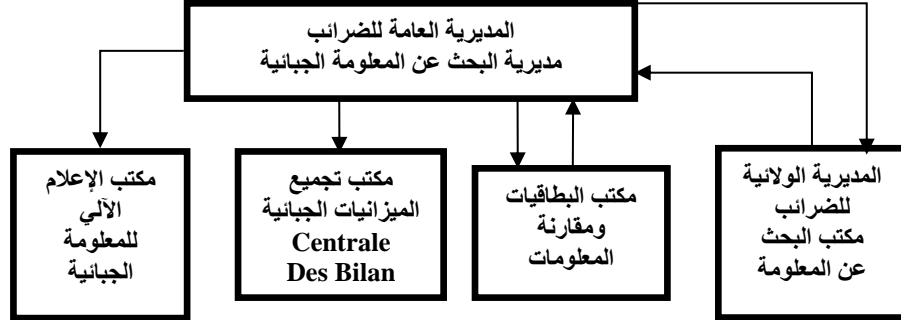 المديرية العامة للضرائب
مديرية البحث عن المعلومة الجبائية
المديرية الولائية
للضرائب
مكتب البحث
عن المعلومة
مكتب البطاقيات
ومقارنة
المعلومات
مكتب تجميع
الميزانيات الجبائية
Centrale
Des Bilan
مكتب الإعلام
الآلي
للمعلومة
الجبائية